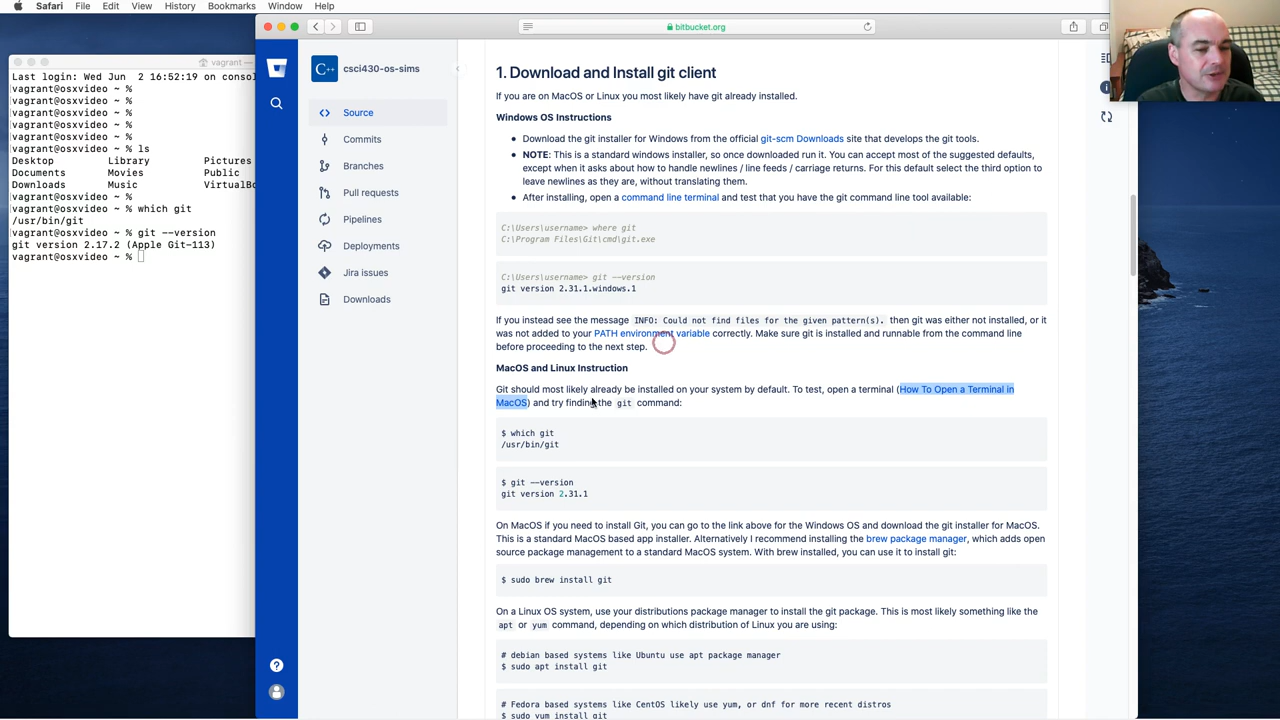 Safari File Edit View History Bookmarks Window Help
vagrant
Last login: Wed Jun 2 16:52:19 on conso
vagrant@osxvideo ~ %
vagrant@osxvideo ~ %
vagrant@osxvideo ~ %
vagrant@osxvideo ~ %
vagrant@osxvideo ~ %
vagrant@osxvideo ~ % ls
Desktop Library Pictures
Documents Movies Public
Downloads Music VirtualBo
vagrant@osxvideo ~ % which git
/usr/bin/git
vagrant@osxvideo ~ % git --version
git version 2.17.2 (Apple Git-113)
vagrant@osxvideo ~ %
bitbucket.org
C++
csci430-os-sims
Source
Commits
Branches
Pull requests
Pipelines
Deployments
Jira issues
Downloads
1. Download and Install git client
If you are on MacOS or Linux you most likely have git already installed.
Windows OS Instructions
• Download the git installer for Windows from the official git-scm Downloads site that develops the git tools.
• NOTE: This is a standard windows installer, so once downloaded run it. You can accept most of the suggested defaults,
except when it asks about how to handle newlines / line feeds / carriage returns. For this default select the third option to
leave newlines as they are, without translating them.
• After installing, open a command line terminal and test that you have the git command line tool available:
C:\Users\username> where git
C:\Program Files\Git\cmd\git.exe
C:\Users\username> git --version
git version 2.31.1.windows.1
If you instead see the message INFO: Could not find files for the given pattern(s). then git was either not installed, or it
was not added to your PATH environment variable correctly. Make sure git is installed and runnable from the command line
before proceeding to the next step.
MacOS and Linux Instruction
Git should most likely already be installed on your system by default. To test, open a terminal (How To Open a Terminal in
MacOS) and try finding the git command:
$ which git
/usr/bin/git
$ git --version
git version 2.31.1
On MacOS if you need to install Git, you can go to the link above for the Windows OS and download the git installer for MacOS.
This is a standard MacOS based app installer. Alternatively I recommend installing the brew package manager, which adds open
source package management to a standard MacOS system. With brew installed, you can use it to install git:
$ sudo brew install git
On a Linux OS system, use your distributions package manager to install the git package. This is most likely something like the
apt or yum command, depending on which distribution of Linux you are using:
# debian based systems like Ubuntu use apt package manager
$ sudo apt install git
# Fedora based systems like CentOS likely use yum, or dnf for more recent distros
$ sudo yum install git